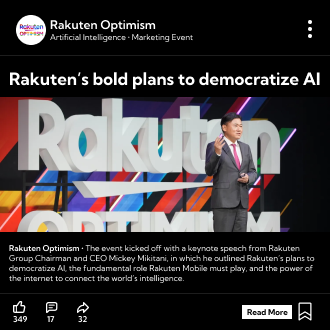 Rakuten
OPTIMISM
Rakuten Optimism
Artificial Intelligence · Marketing Event
Rakuten's bold plans to democratize AI
Rakuten
OPTIMISM
Rakuten Optimism · The event kicked off with a keynote speech from Rakuten
Group Chairman and CEO Mickey Mikitani, in which he outlined Rakuten's plans to
democratize AI, the fundamental role Rakuten Mobile must play, and the power of
the internet to connect the world's intelligence.
349
17
32
Read More